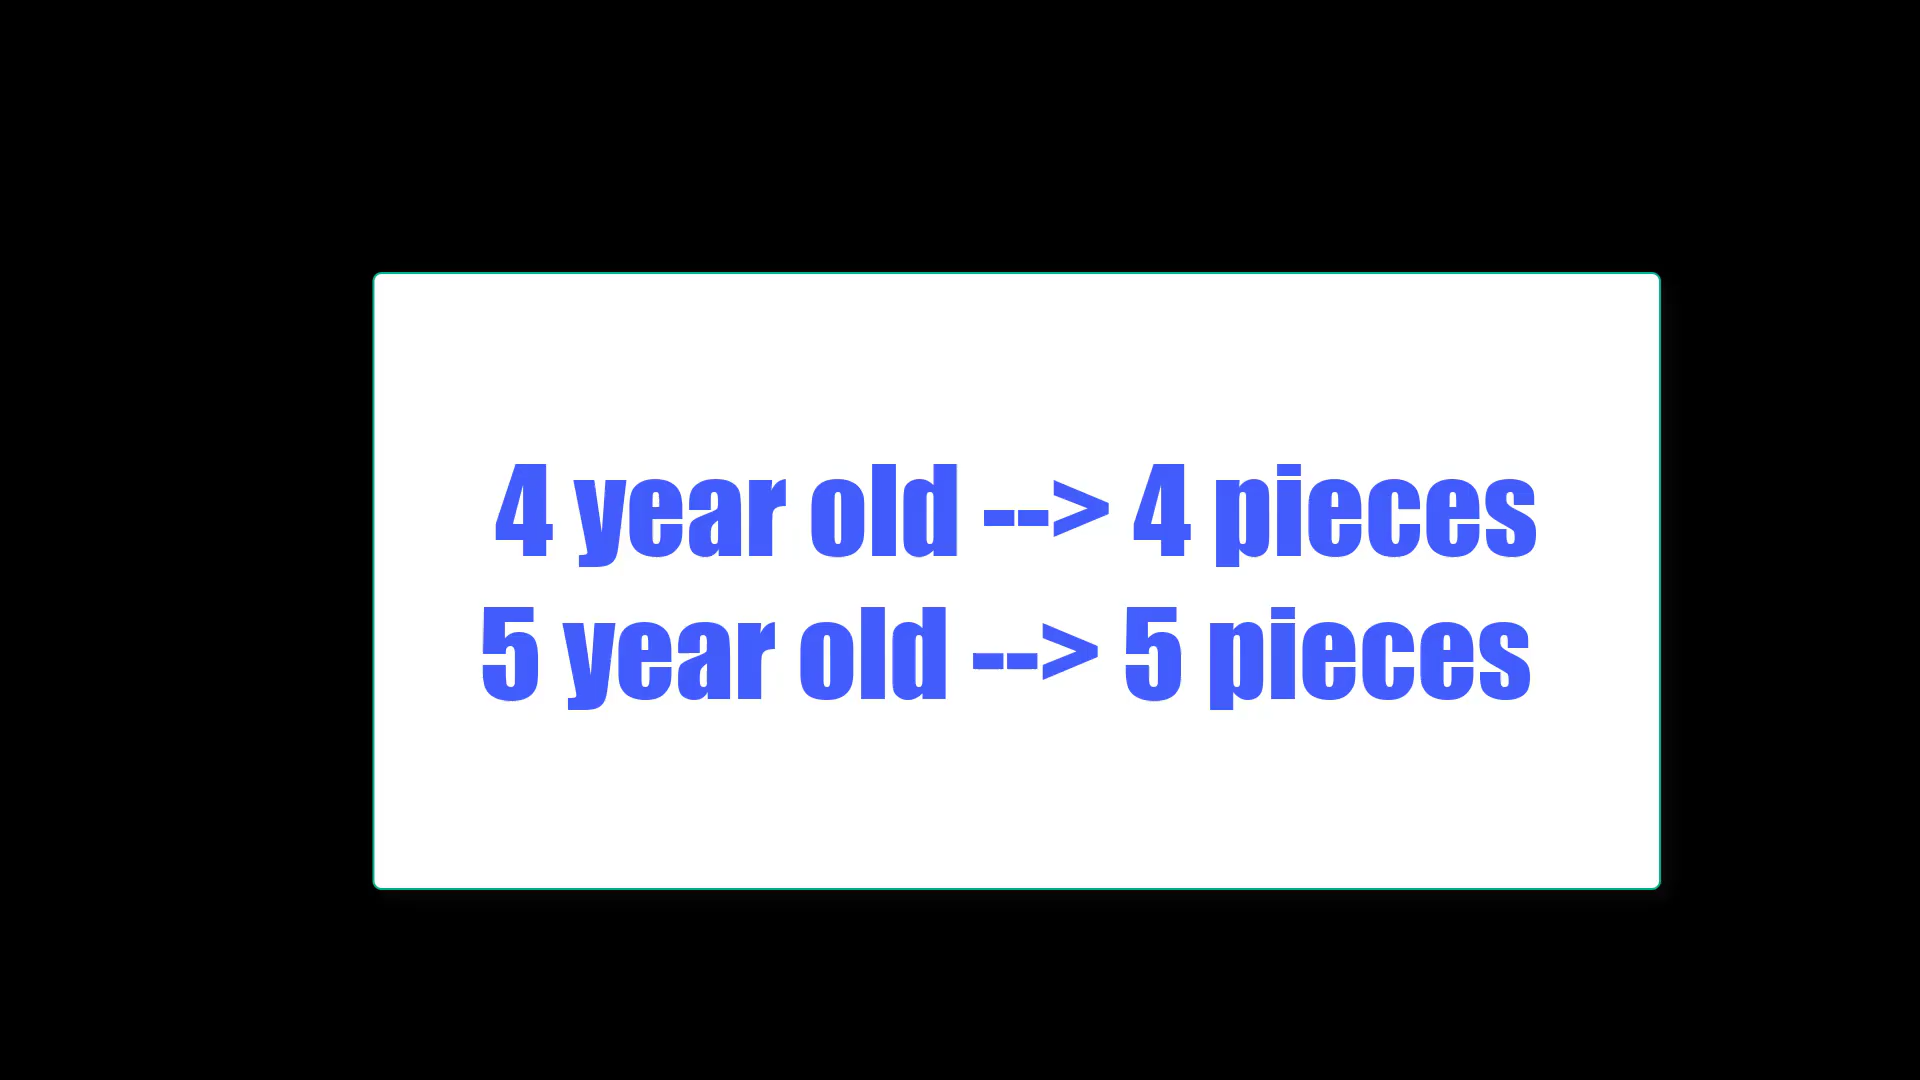 4 year old --> 4 pieces
5 year old --> 5 pieces